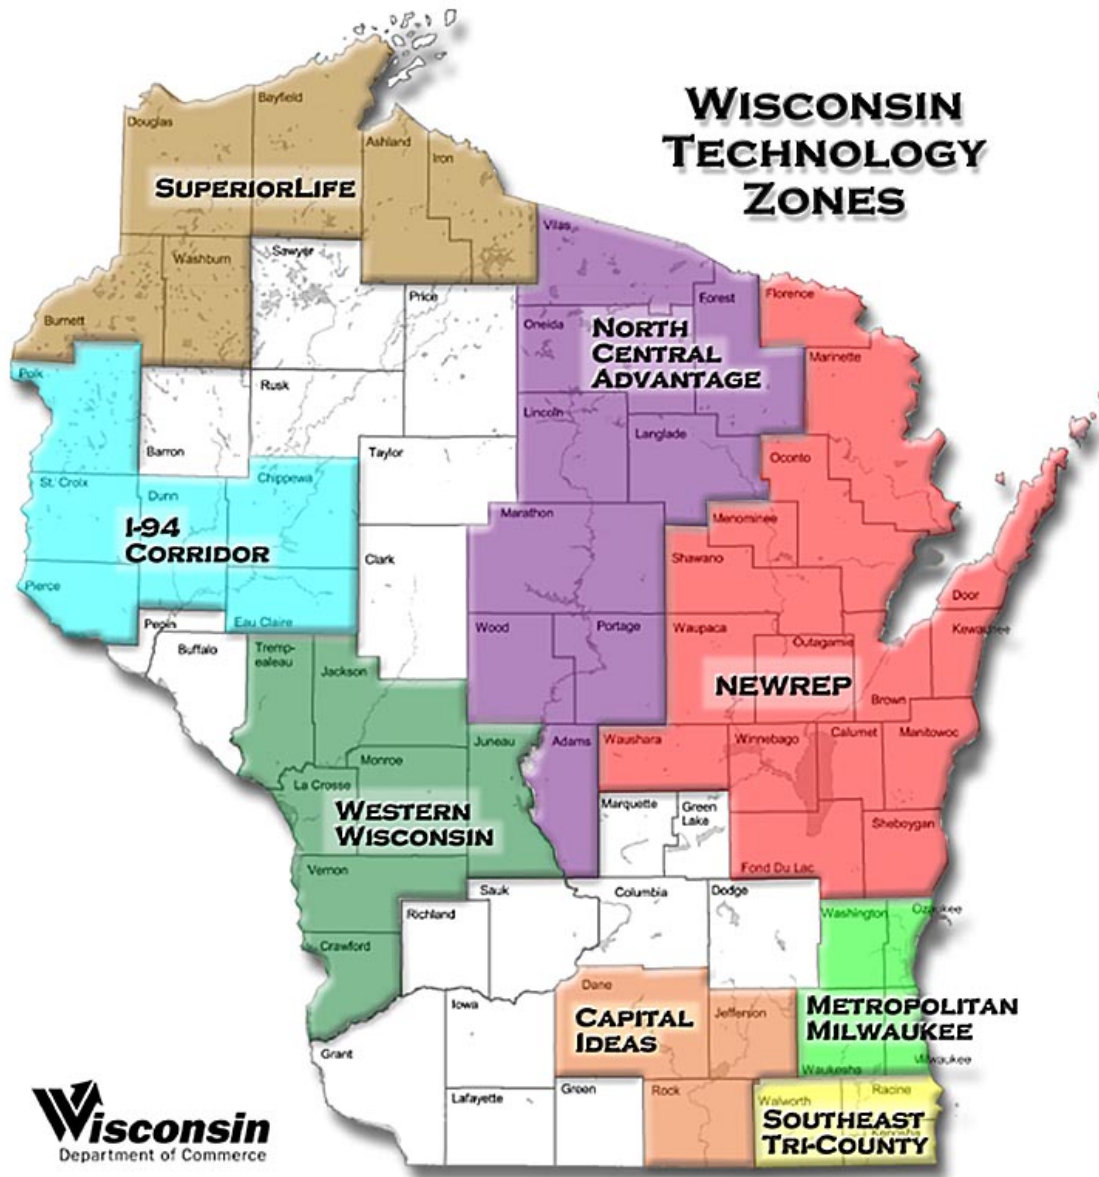 WISCONSIN
TECHNOLOGY
ZONES
Bayfield
Douglas
Ashland
Iron
SUPERIORLIFE
Vilas
Sawyer
Washburn
Price
Forest
Florence
Burnett
Oneida
NORTH
CENTRAL
ADVANTAGE
Marinette
Polk
Rusk
Lincoln
Langlade
Barron
Taylor
Oconto
St. Croix
Dunn
Chippewa
Marathon
Menominee
I-94
CORRIDOR
Clark
Shawano
Pierce
Door
Pepin
Eau Claire
Wood
Portage
Waupaca
Kewaunee
Outagamie
Buffalo
Tremp-
ealeau
Jackson
NEWREP
Brown
Juneau
Adams
Waushara
Winnebago
Calumet
Manitowoc
Monroe
La Crosse
WESTERN
WISCONSIN
Marquette
Green
Lake
Sheboygan
Vernon
Fond Du Lac
Sauk
Columbia
Dodge
Richland
Washington
Ozaukee
Crawford
Dane
Iowa
CAPITAL
IDEAS
Jefferson
METROPOLITAN
MILWAUKEE
Grant
Milwaukee
Waukesha
Lafayette
Green
Rock
Walworth
Racine
SOUTHEAST
TRI-COUNTY
Kenosha
Wisconsin
Department of Commerce